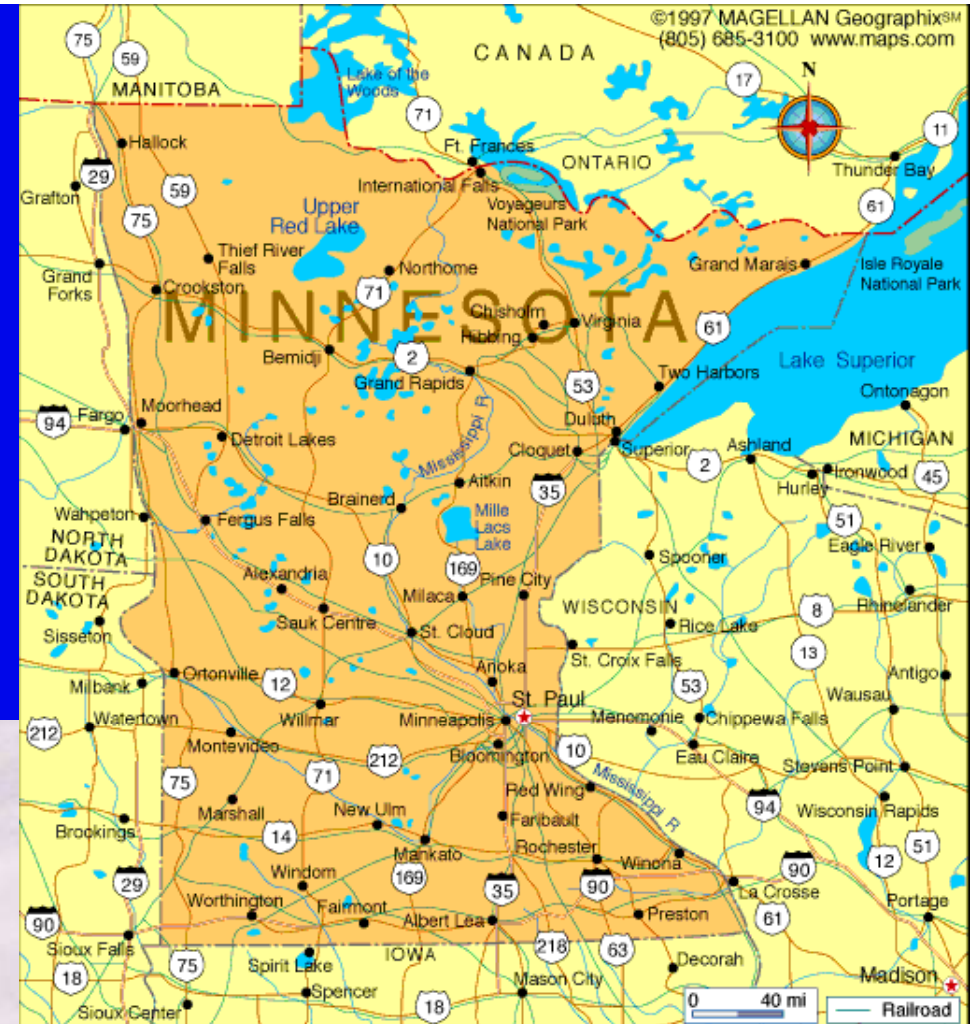 ©1997 MAGELLAN Geographix℠
(805) 685-3100 www.maps.com
CANADA
75
59
MANITOBA
Lake of the
Woods
71
17
N
11
Hallock
Ft. Frances
ONTARIO
Thunder Bay
29
Grafton
59
International Falls
Voyageurs
National Park
61
75
Upper
Red Lake
Thief River
Falls
Grand
Forks
Northome
Grand Marais
Isle Royale
National Park
Crookston
71
MINNESOTA
Chisholm
Virginia
Hibbing
61
Bemidji
2
Grand Rapids
Lake Superior
53
Two Harbors
Ontonagon
94
Fargo
Moorhead
Detroit Lakes
Mississippi R
Duluth
Cloquet
Superior
2
Ashland
MICHIGAN
Ironwood
Hurley
45
Aitkin
35
Brainerd
Mille
Lacs
Lake
51
Wahpeton
Fergus Falls
NORTH
DAKOTA
SOUTH
DAKOTA
10
169
Spooner
Eagle River
Alexandria
Pine City
Milaca
WISCONSIN
8
Rhinelander
Sisseton
Sauk Centre
St. Cloud
Rice Lake
St. Croix Falls
13
Ortonville
Milbank
12
Anoka
53
Antigo
Wausau
St. Paul
Watertown
212
Willmar
Minneapolis
Menomonie
Chippewa Falls
Montevideo
212
Bloomington
10
Eau Claire
Stevens Point
75
71
Mississippi R
Red Wing
94
Marshall
New Ulm
Faribault
Wisconsin Rapids
Brookings
14
Mankato
Rochester
Winona
12
51
29
Windom
169
35
90
90
La Crosse
Worthington
Fairmont
Albert Lea
Preston
61
Portage
90
Sioux Falls
218
63
IOWA
75
18
Spirit Lake
Decorah
Madison
Spencer
Mason City
Sioux Center
18
0 40 mi
Railroad